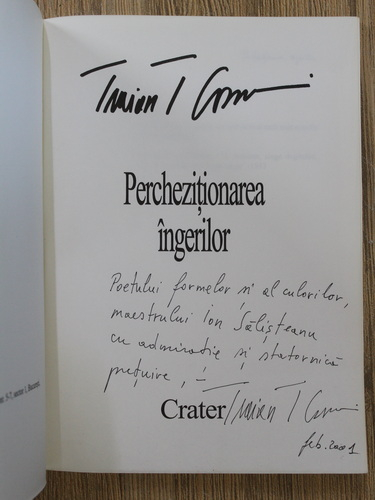 Traian T Coșovei
Percheziționarea
îngerilor
Poetului formelor și al culorilor,
maestrului Ion Sălișteanu
cu admirație și statornică
prețuire,
Crater Traian T Coșovei
feb. 2001